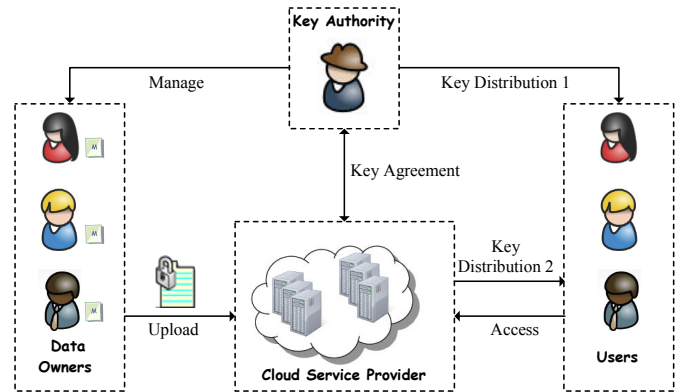 Key Authority
Manage
Key Distribution 1
M
Key Agreement
M
Key
Distribution 2
M
Upload
Access
Data
Owners
Cloud Service Provider
Users